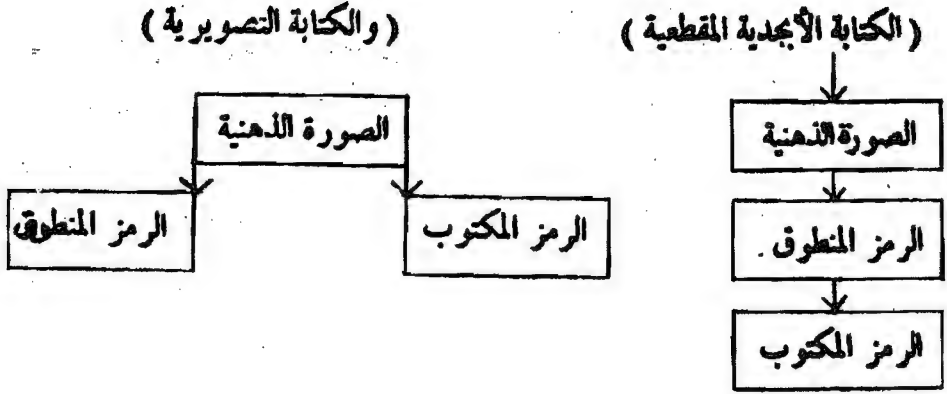 ( الكتابة الأبجدية المقطعية )
الصورة الذهنية
الرمز المنطوق .
الرمز المكتوب
( والكتابة التصويرية )
الصورة الذهنية
الرمز المكتوب
الرمز المنطوق